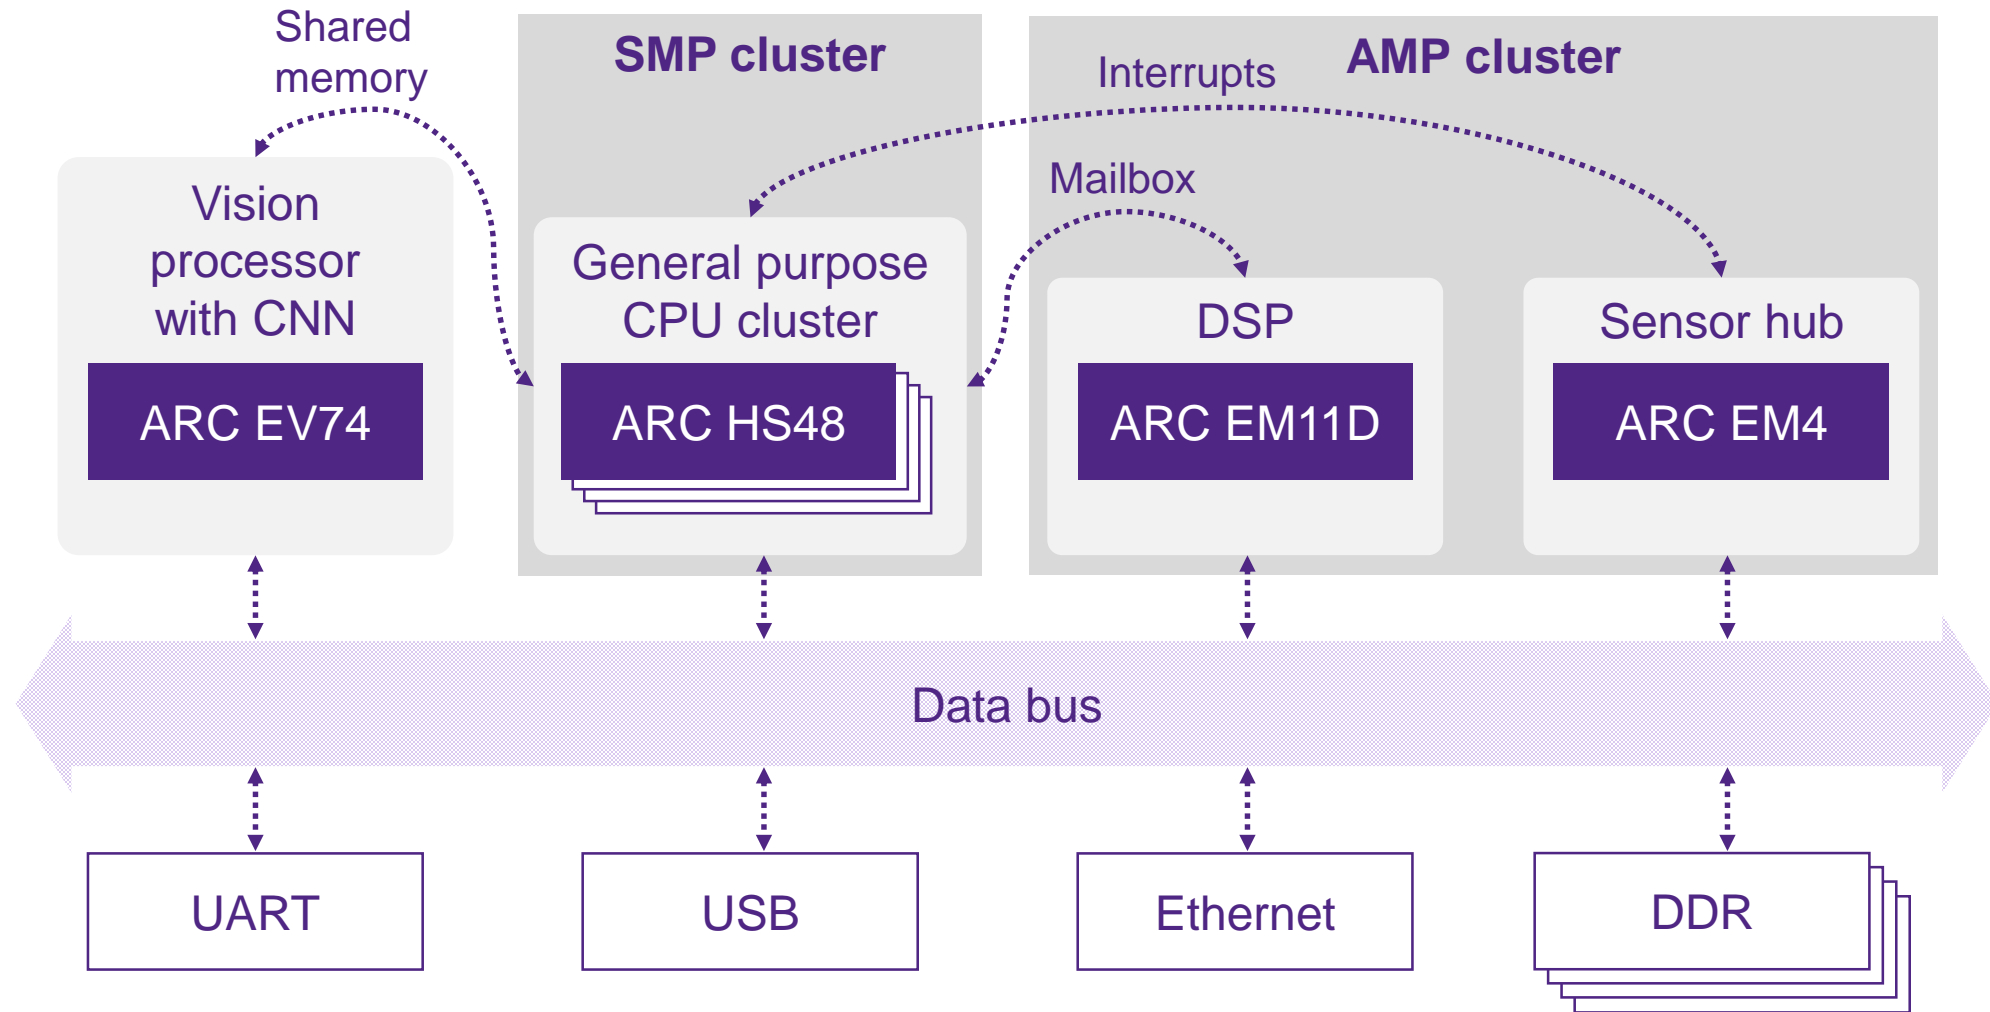 Shared
memory
SMP cluster
AMP cluster
Interrupts
Mailbox
Vision
processor
with CNN
ARC EV74
General purpose
CPU cluster
ARC HS48
DSP
ARC EM11D
Sensor hub
ARC EM4
Data bus
UART
USB
Ethernet
DDR